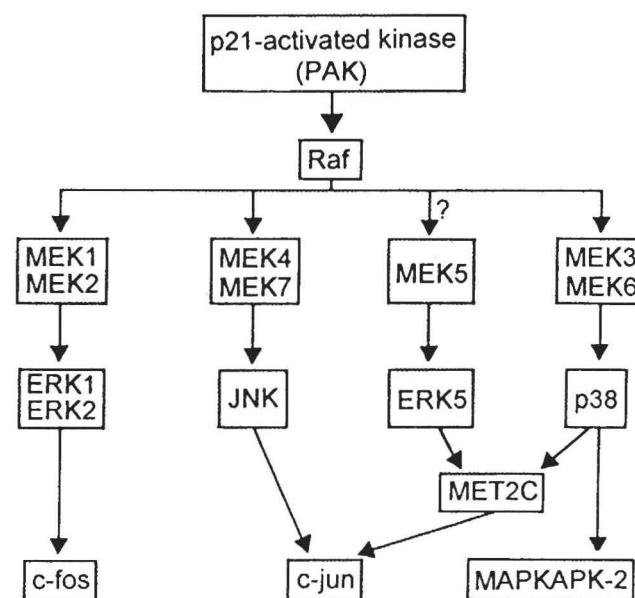 p21-activated kinase
(PAK)
Raf
?
MEK1
MEK2
MEK4
MEK7
MEK5
MEK3
MEK6
ERK1
ERK2
JNK
ERK5
p38
MET2C
c-fos
c-jun
MAPKAPK-2